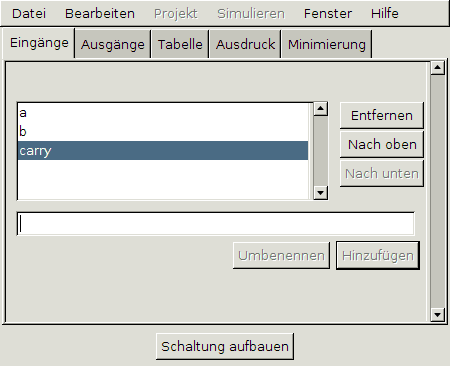 Datei Bearbeiten Projekt Simulieren Fenster Hilfe
Eingänge Ausgänge Tabelle Ausdruck Minimierung
a
b
carry
Entfernen
Nach oben
Nach unten
Umbenennen Hinzufügen
Schaltung aufbauen